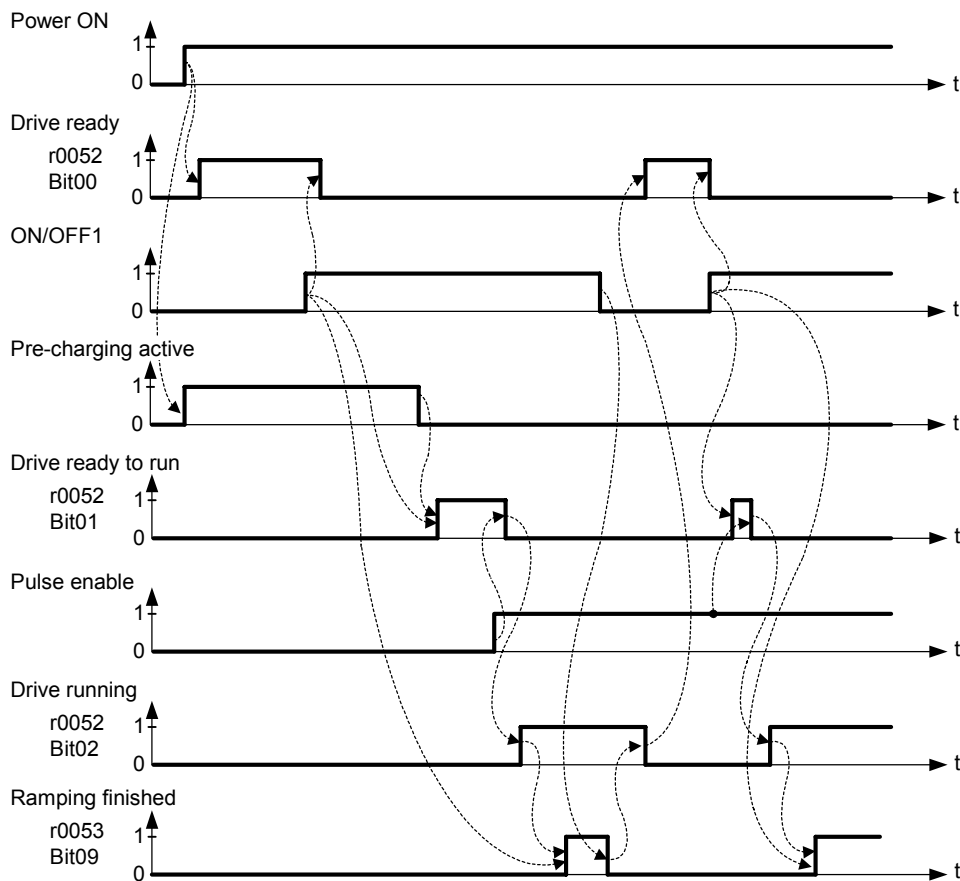 Power ON
1
0
t
Drive ready
r0052
Bit00
1
0
t
ON/OFF1
1
0
t
Pre-charging active
1
0
t
Drive ready to run
r0052
Bit01
1
0
t
Pulse enable
1
0
t
Drive running
r0052
Bit02
1
0
t
Ramping finished
r0053
Bit09
1
0
t